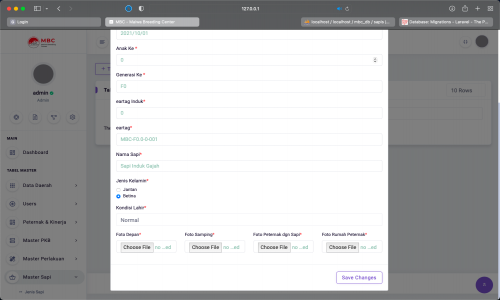 127.0.0.1
Login
MBC - Maiwa Breeding Center
localhost / localhost / mbc_db / sapis |...
Database: Migrations - Laravel - The P...
MBC
2021/10/01
Anak Ke *
0
Generasi Ke *
F0
eartag Induk*
0
eartag*
MBC-F0.0-0-001
Nama Sapi*
Sapi Induk Gajah
Jenis Kelamin*
Jantan
Betina
Kondisi Lahir*
Normal
Foto Depan*
Foto Samping*
Foto Peternak dgn Sapi*
Foto Rumah Peternak*
Choose File no ...ed
Choose File no ...ed
Choose File no ...ed
Choose File no ...ed
Save Changes
admin
Admin
MAIN
Dashboard
PANEL MASTER
Data Daerah
Users
Peternak & Kinerja
Master PKB
Master Perlakuan
Master Sapi
Jenis Sapi
10 Rows